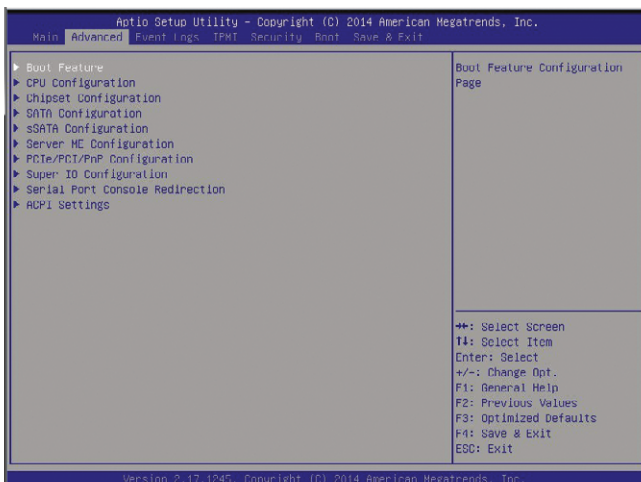 Aptio Setup Utility - Copyright (C) 2014 American Megatrends, Inc.
Main Advanced Event Logs IPMI Security Boot Save & Exit
▶ Boot Feature
▶ CPU Configuration
▶ Chipset Configuration
▶ SATA Configuration
▶ sSATA Configuration
▶ Server ME Configuration
▶ PCIe/PCI/PnP Configuration
▶ Super IO Configuration
▶ Serial Port Console Redirection
▶ ACPI Settings
Boot Feature Configuration
Page
→←: Select Screen
↑↓: Select Item
Enter: Select
+/-: Change Opt.
F1: General Help
F2: Previous Values
F3: Optimized Defaults
F4: Save & Exit
ESC: Exit
Version 2.17.1245. Copyright (C) 2014 American Megatrends, Inc.